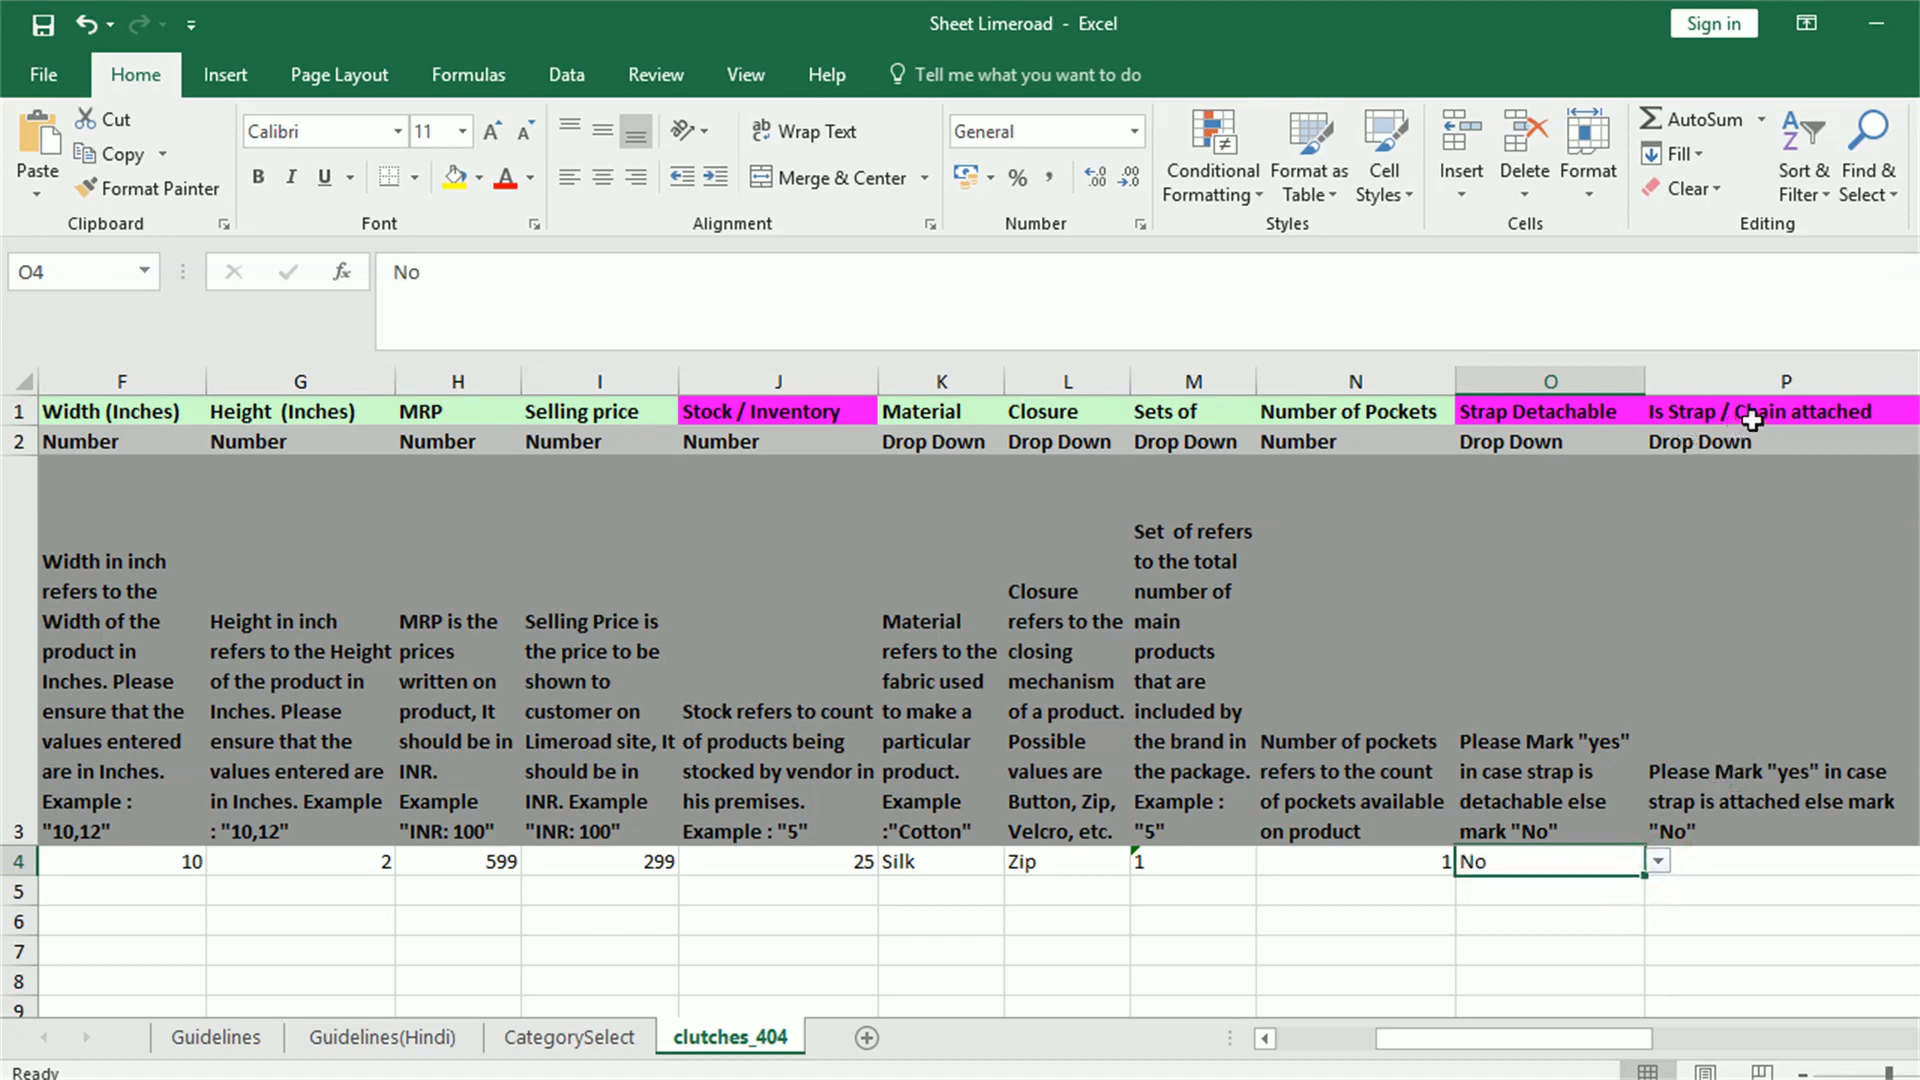 Sheet Limeroad - Excel
Sign in
File Home Insert Page Layout Formulas Data Review View Help Tell me what you want to do
Paste
Cut
Copy
Format Painter
Clipboard
Calibri 11
B I U
Font
Wrap Text
Merge & Center
Alignment
General
%
Number
Conditional Formatting
Format as Table
Cell Styles
Styles
Insert Delete Format
Cells
AutoSum
Fill
Clear
Sort & Filter
Find & Select
Editing
O4 fx No
F G H I J K L M N O P
1 Width (Inches) Height (Inches) MRP Selling price Stock / Inventory Material Closure Sets of Number of Pockets Strap Detachable Is Strap / Chain attached
2 Number Number Number Number Number Drop Down Drop Down Drop Down Number Drop Down Drop Down
3
Width in inch
refers to the
Width of the
product in
Inches. Please
ensure that the
values entered
are in Inches.
Example :
"10,12"
Height in inch
refers to the Height
of the product in
Inches. Please
ensure that the
values entered are
in Inches. Example
: "10,12"
MRP is the
prices
written on
product, It
should be in
INR.
Example
"INR: 100"
Selling Price is
the price to be
shown to
customer on
Limeroad site, It
should be in
INR. Example
"INR: 100"
Stock refers to count
of products being
stocked by vendor in
his premises.
Example : "5"
Material
refers to the
fabric used
to make a
particular
product.
Example
:"Cotton"
Closure
refers to the
closing
mechanism
of a product.
Possible
values are
Button, Zip,
Velcro, etc.
Set of refers
to the total
number of
main
products
that are
included by
the brand in
the package.
Example :
"5"
Number of pockets
refers to the count
of pockets available
on product
Please Mark "yes"
in case strap is
detachable else
mark "No"
Please Mark "yes" in case
strap is attached else mark
"No"
4 10 2 599 299 25 Silk Zip 1 1 No
5
6
7
8
9
Guidelines Guidelines(Hindi) CategorySelect clutches_404
Ready